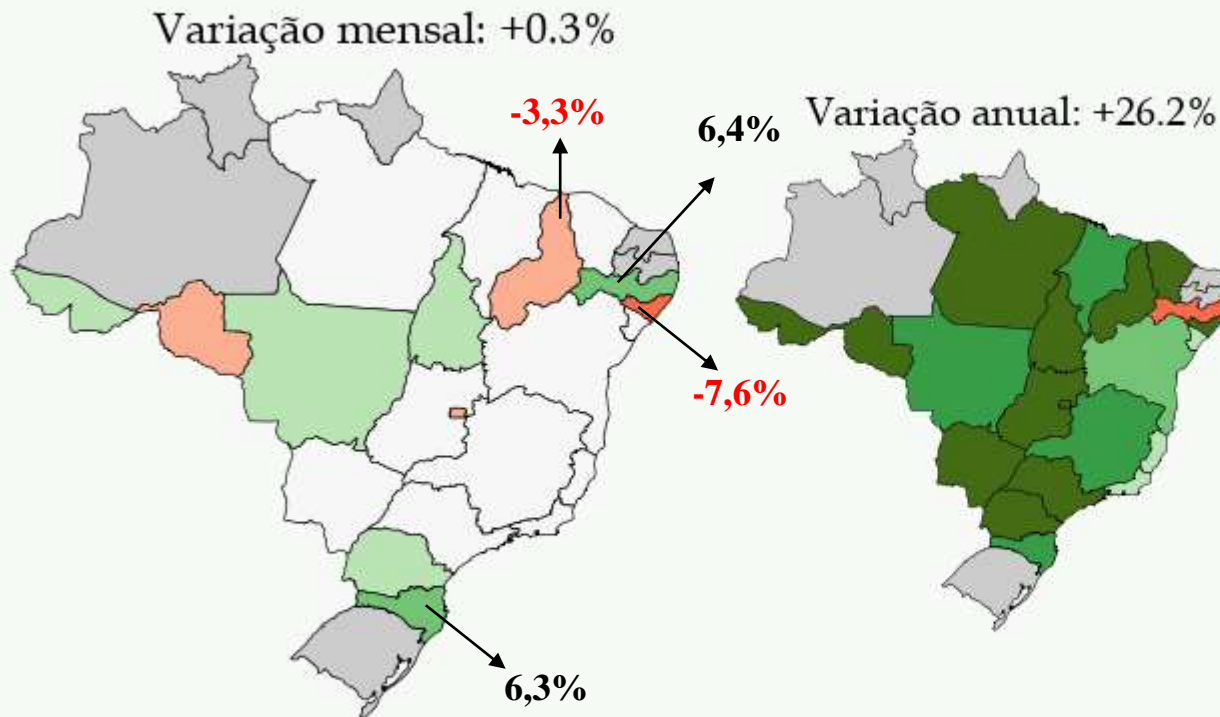 Variação mensal: +0.3%
-3,3%
6,4%
Variação anual: +26.2%
-7,6%
6,3%